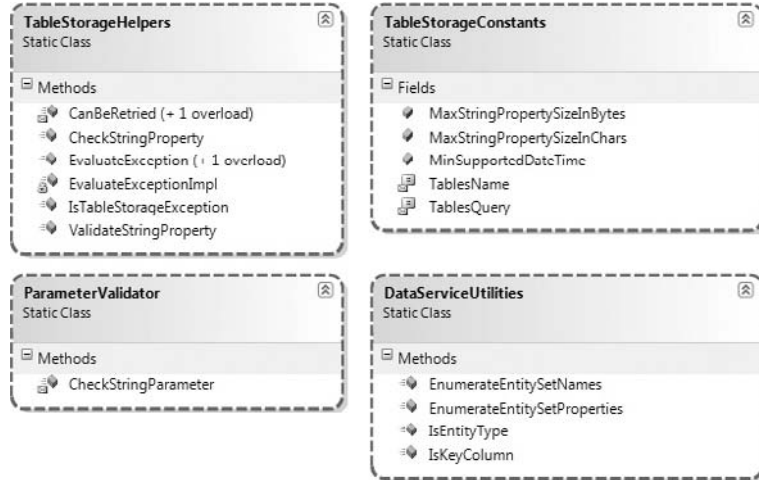 TableStorageHelpers
Static Class
Methods
CanBeRetried (+ 1 overload)
CheckStringProperty
EvaluateException (+ 1 overload)
EvaluateExceptionImpl
IsTableStorageException
ValidateStringProperty
TableStorageConstants
Static Class
Fields
MaxStringPropertySizeInBytes
MaxStringPropertySizeInChars
MinSupportedDateTime
TablesName
TablesQuery
ParameterValidator
Static Class
Methods
CheckStringParameter
DataServiceUtilities
Static Class
Methods
EnumerateEntitySetNames
EnumerateEntitySetProperties
IsEntityType
IsKeyColumn